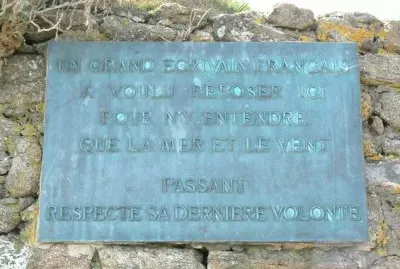 UN GRAND ECRIVAIN FRANÇAIS
A VOULU REPOSER ICI
POUR N'Y ENTENDRE
QUE LA MER ET LE VENT
PASSANT
RESPECTE SA DERNIERE VOLONTE